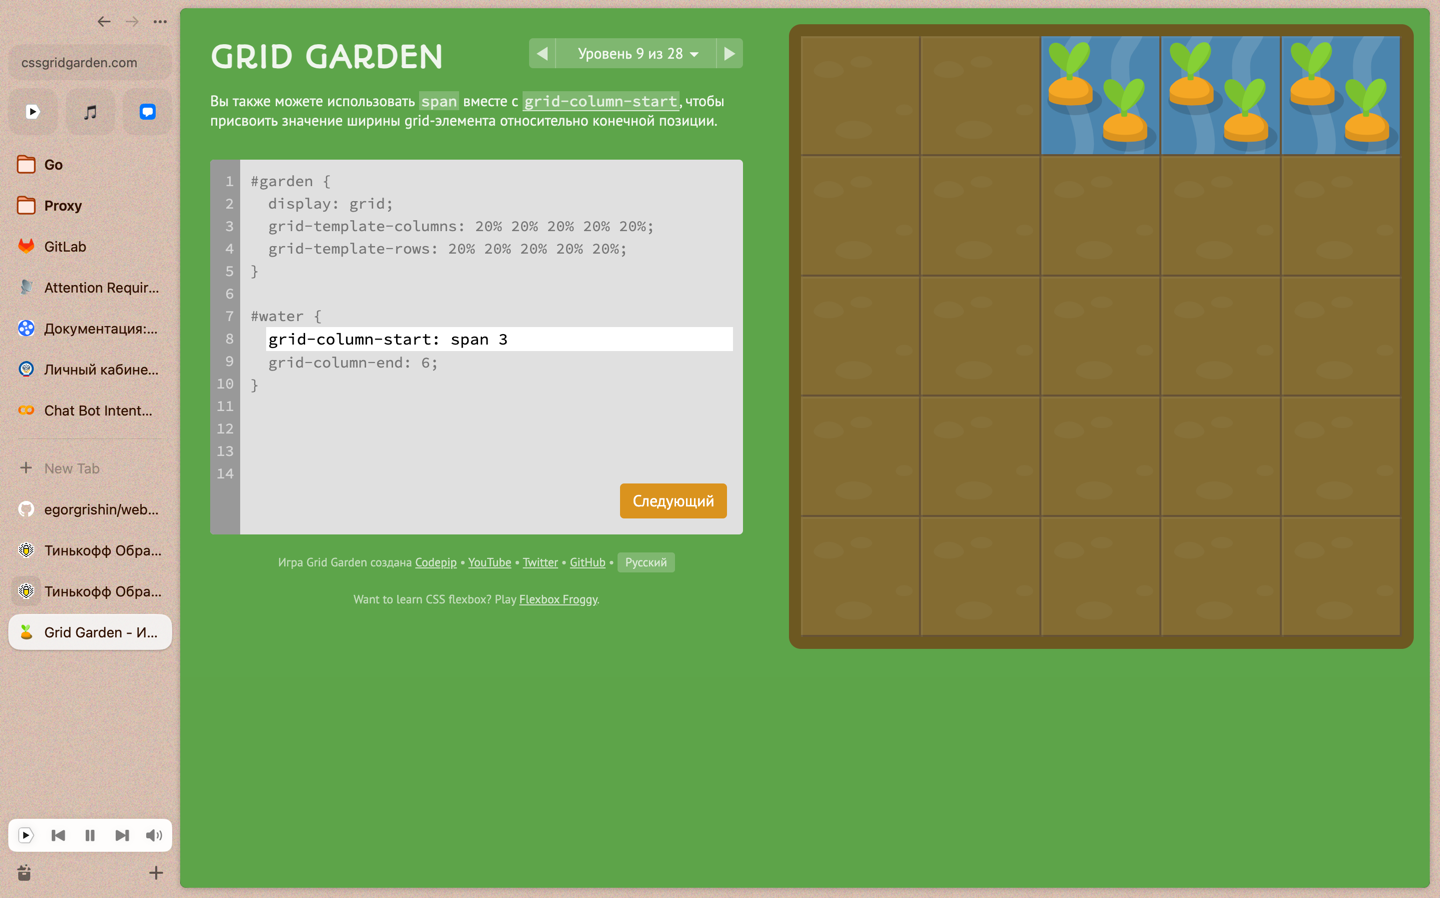 cssgridgarden.com
Go
Proxy
GitLab
Attention Requir...
Документация:...
Личный кабине...
Chat Bot Intent...
New Tab
egorgrishin/web...
Тинькофф Обра...
Тинькофф Обра...
Grid Garden - И...
GRID GARDEN
Уровень 9 из 28
Вы также можете использовать span вместе с grid-column-start, чтобы
присвоить значение ширины grid-элемента относительно конечной позиции.
1 #garden {
2 display: grid;
3 grid-template-columns: 20% 20% 20% 20% 20%;
4 grid-template-rows: 20% 20% 20% 20% 20%;
5 }
6
7 #water {
8 grid-column-start: span 3
9 grid-column-end: 6;
10 }
11
12
13
14
Следующий
Игра Grid Garden создана Codepip • YouTube • Twitter • GitHub • Русский
Want to learn CSS flexbox? Play Flexbox Froggy.